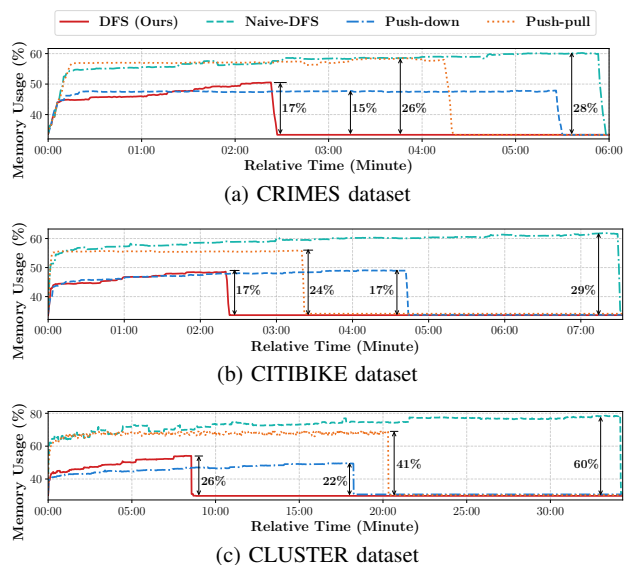 DFS (Ours) Naive-DFS Push-down Push-pull
Memory Usage (%)
60
50
40
17% 15% 26% 28%
00:00 01:00 02:00 03:00 04:00 05:00 06:00
Relative Time (Minute)
(a) CRIMES dataset
Memory Usage (%)
60
50
40
17% 24% 17% 29%
00:00 01:00 02:00 03:00 04:00 05:00 06:00 07:00
Relative Time (Minute)
(b) CITIBIKE dataset
Memory Usage (%)
80
60
40
26% 22% 41% 60%
00:00 5:00 10:00 15:00 20:00 25:00 30:00
Relative Time (Minute)
(c) CLUSTER dataset